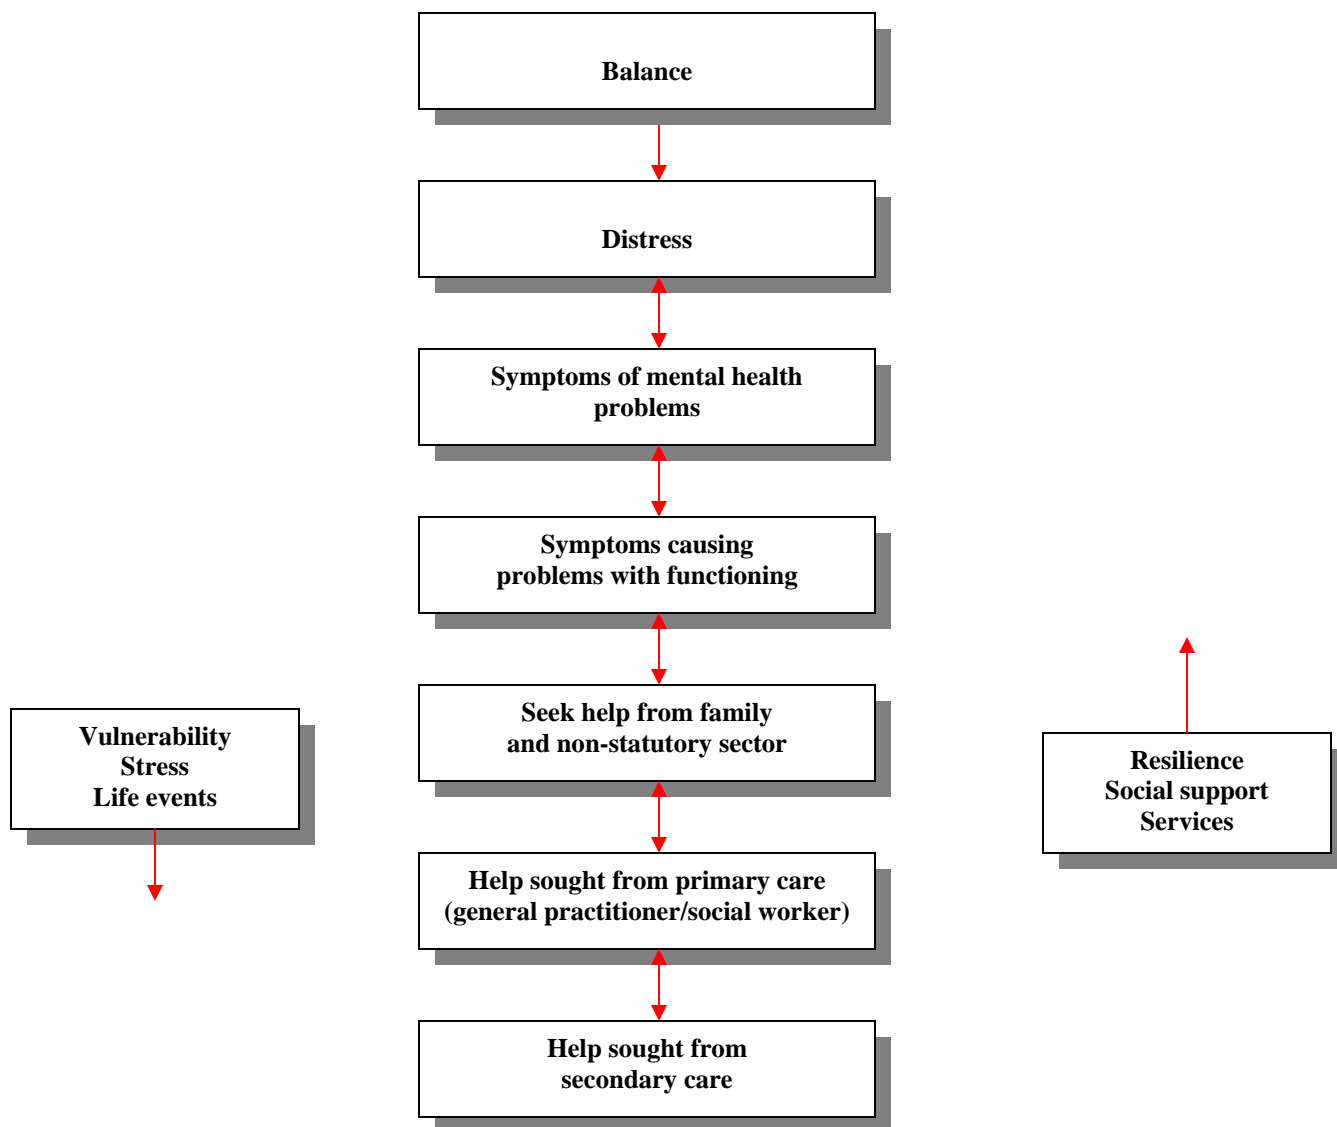 Balance
Distress
Symptoms of mental health
problems
Symptoms causing
problems with functioning
Seek help from family
and non-statutory sector
Vulnerability
Stress
Life events
Resilience
Social support
Services
Help sought from primary care
(general practitioner/social worker)
Help sought from
secondary care